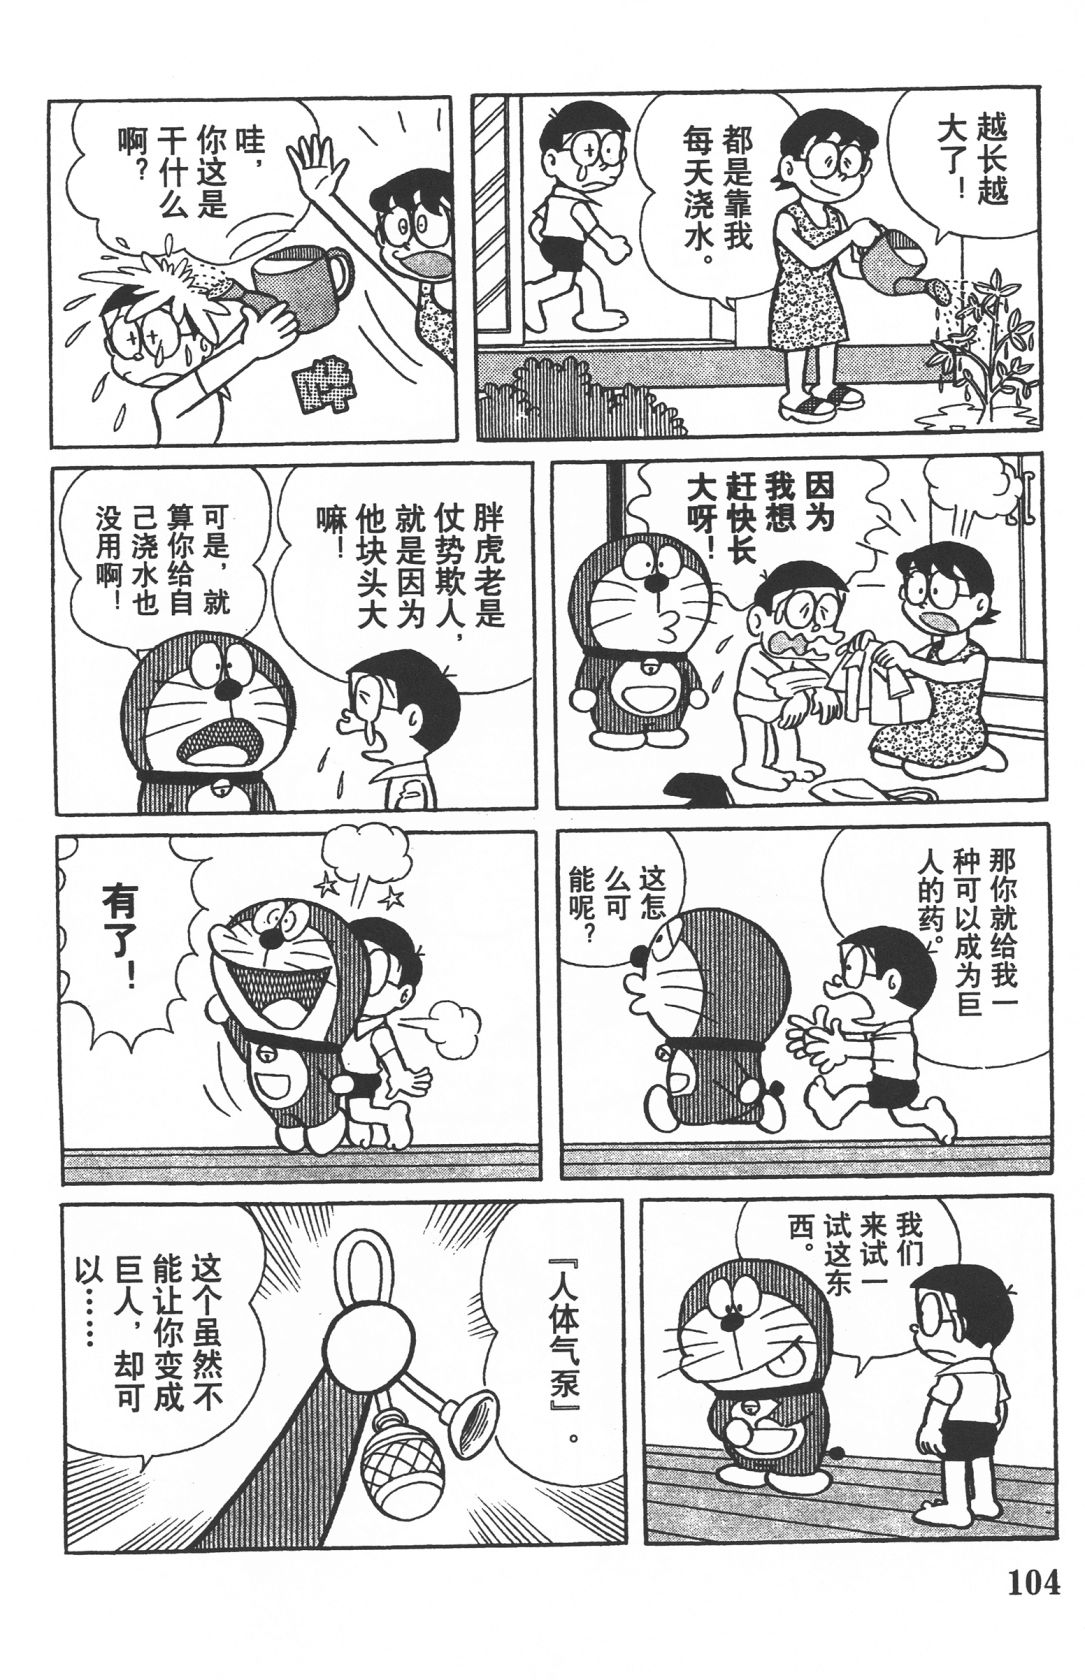 越长越
大了！
都是靠我
每天浇水。
哇，
你这是
干什么
啊？
哗
因为
我想
赶快长
大呀！
胖虎老是
仗势欺人，
就是因为
他块头大
嘛！
可是，就
算你给自
己浇水也
没用啊！
那你就给我一
种可以成为巨
人的药。
这怎
么可
能呢？
有
了！
我们
来试一
试这东
西。
『人体气泵』。
这个虽然不
能让你变成
巨人，却可
以……
104